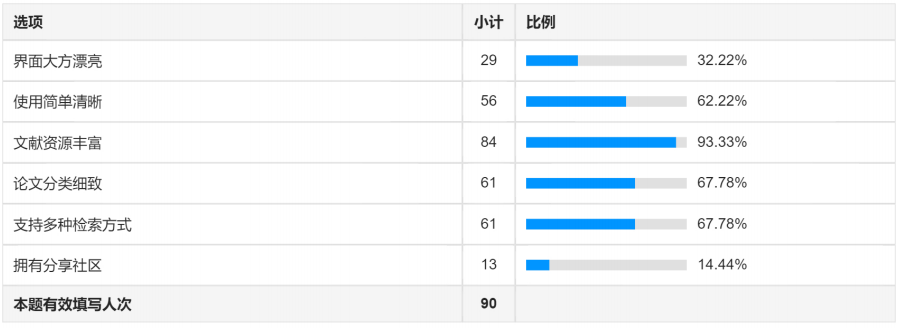 选项 小计 比例
界面大方漂亮 29 32.22%
使用简单清晰 56 62.22%
文献资源丰富 84 93.33%
论文分类细致 61 67.78%
支持多种检索方式 61 67.78%
拥有分享社区 13 14.44%
本题有效填写人次 90